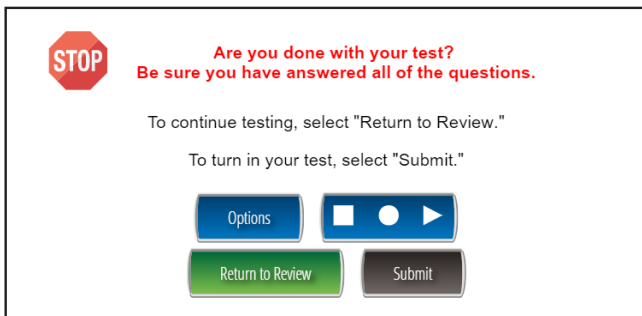 STOP
Are you done with your test?
Be sure you have answered all of the questions.
To continue testing, select "Return to Review."
To turn in your test, select "Submit."
Options
Return to Review
Submit